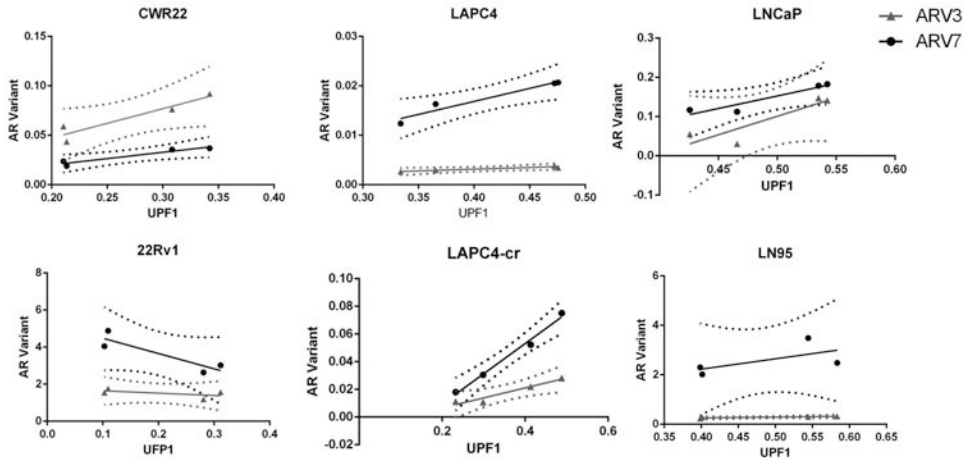 CWR22
LAPC4
LNCaP
ARV3
ARV7
AR Variant
0.15
0.10
0.05
0.00
0.20 0.25 0.30 0.35 0.40
UPF1
AR Variant
0.03
0.02
0.01
0.00
0.30 0.35 0.40 0.45 0.50
UPF1
AR Variant
0.3
0.2
0.1
0.0
-0.1
0.45 0.50 0.55 0.60
UPF1
22Rv1
LAPC4-cr
LN95
AR Variant
8
6
4
2
0
0.0 0.1 0.2 0.3 0.4
UFP1
AR Variant
0.10
0.08
0.06
0.04
0.02
0.00
-0.02
0.2 0.4 0.6
UPF1
AR Variant
6
4
2
0
0.35 0.40 0.45 0.50 0.55 0.60 0.65
UPF1